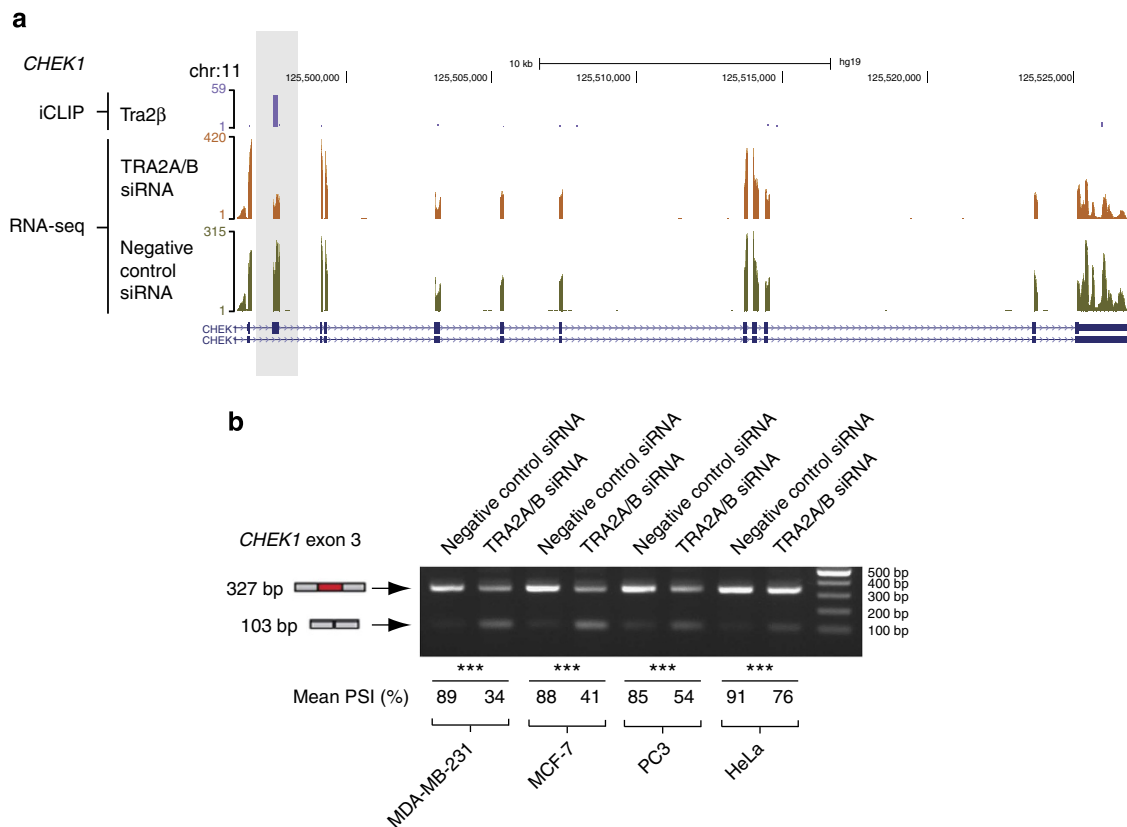 a
CHEK1
chr:11
10 kb
hg19
125,500,000
125,505,000
125,510,000
125,515,000
125,520,000
125,525,000
iCLIP
Tra2β
59
1
RNA-seq
TRA2A/B
siRNA
420
1
Negative
control
siRNA
315
1
CHEK1
CHEK1
b
Negative control siRNA
TRA2A/B siRNA
Negative control siRNA
TRA2A/B siRNA
Negative control siRNA
TRA2A/B siRNA
Negative control siRNA
TRA2A/B siRNA
CHEK1 exon 3
327 bp
103 bp
500 bp
400 bp
300 bp
200 bp
100 bp
*** *** *** ***
Mean PSI (%) 89 34 88 41 85 54 91 76
MDA-MB-231
MCF-7
PC3
HeLa